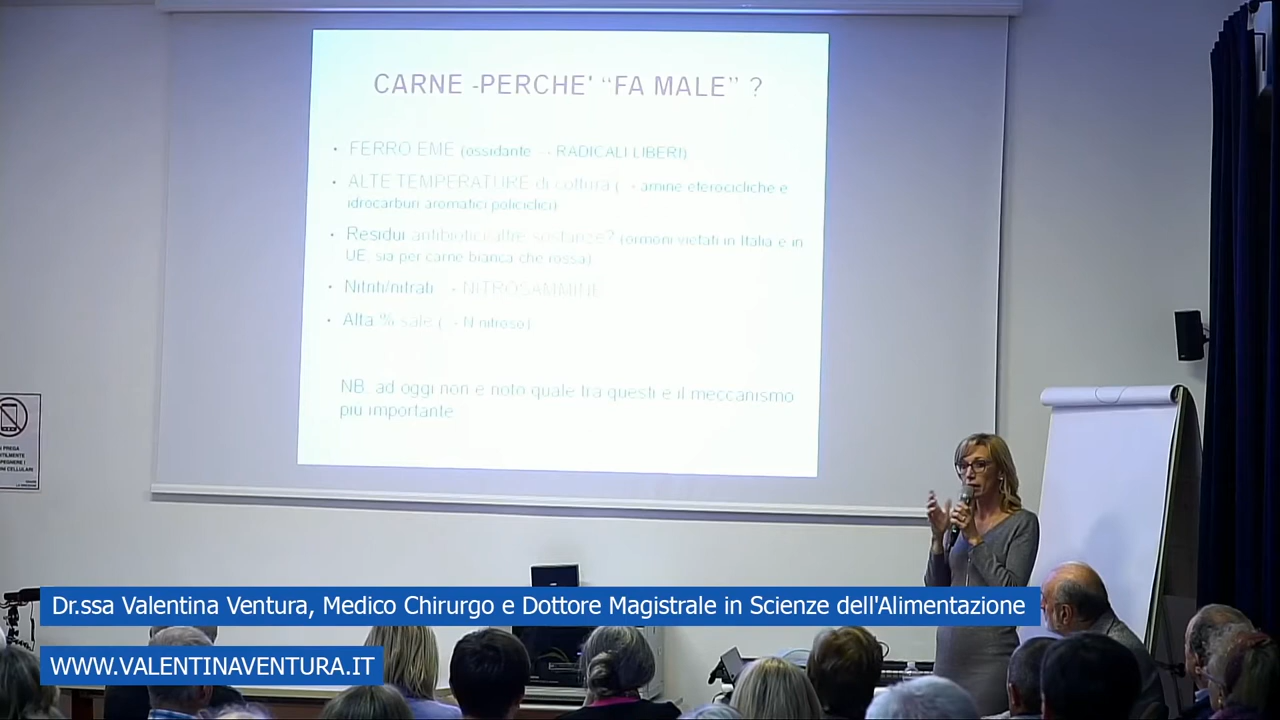 CARNE -PERCHE' “FA MALE” ?
• FERRO EME (ossidante → RADICALI LIBERI)
• ALTE TEMPERATURE di cottura (→ amine eterocicliche e
idrocarburi aromatici policiclici)
• Residui antibiotici/altre sostanze? (ormoni vietati in Italia e in
UE, sia per carne bianca che rossa)
• Nitriti/nitrati → NITROSAMMINE
• Alta % sale (→ N nitroso)
NB. ad oggi non è noto quale tra questi è il meccanismo
più importante
PREGA
CELLULARI
Dr.ssa Valentina Ventura, Medico Chirurgo e Dottore Magistrale in Scienze dell'Alimentazione
WWW.VALENTINAVENTURA.IT